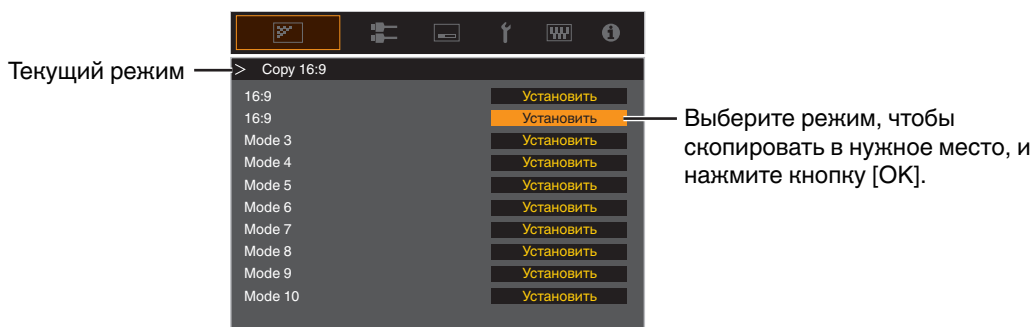 Текущий режим
> Copy 16:9
16:9 Установить
16:9 Установить
Mode 3 Установить
Mode 4 Установить
Mode 5 Установить
Mode 6 Установить
Mode 7 Установить
Mode 8 Установить
Mode 9 Установить
Mode 10 Установить
Выберите режим, чтобы
скопировать в нужное место, и
нажмите кнопку [OK].